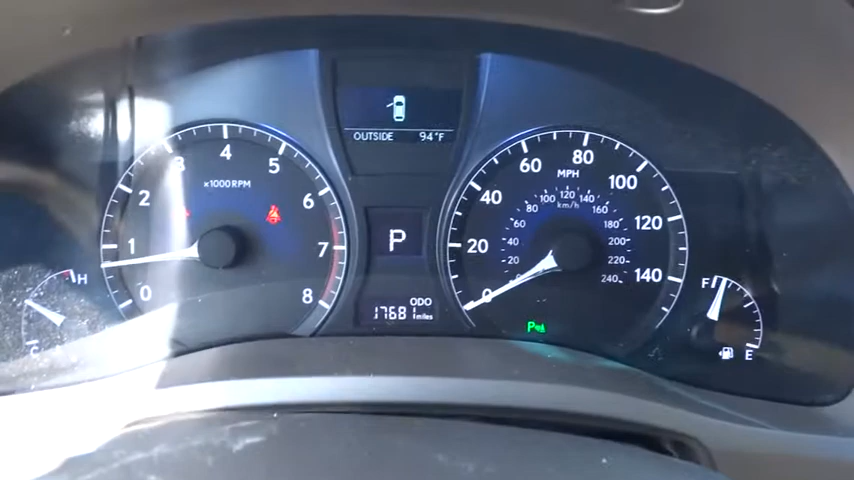 OUTSIDE 94°F
x1000RPM
0 1 2 3 4 5 6 7 8
P
ODO
17681 miles
MPH
0 20 40 60 80 100 120 140
km/h
20 40 60 80 100 120 140 160 180 200 220 240
P
H
C
F
E